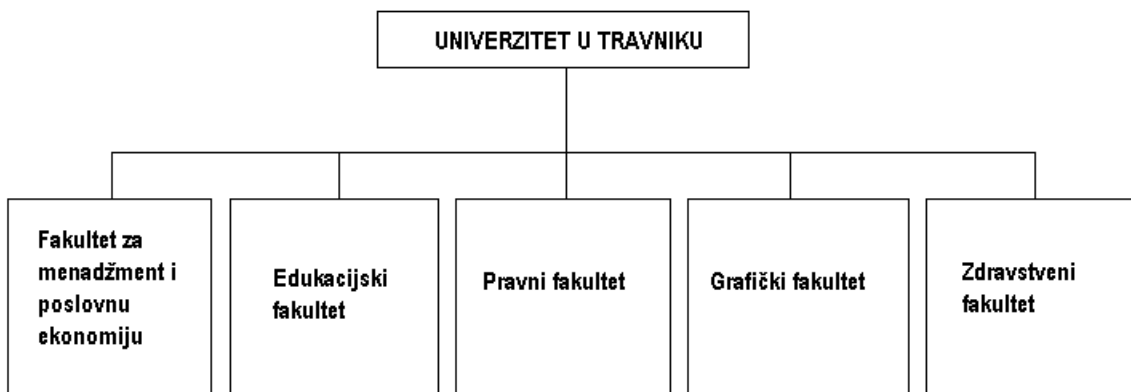 UNIVERZITET U TRAVNIKU
Fakultet za
menadžment i
poslovnu
ekonomiju
Edukacijski
fakultet
Pravni fakultet
Grafički fakultet
Zdravstveni
fakultet